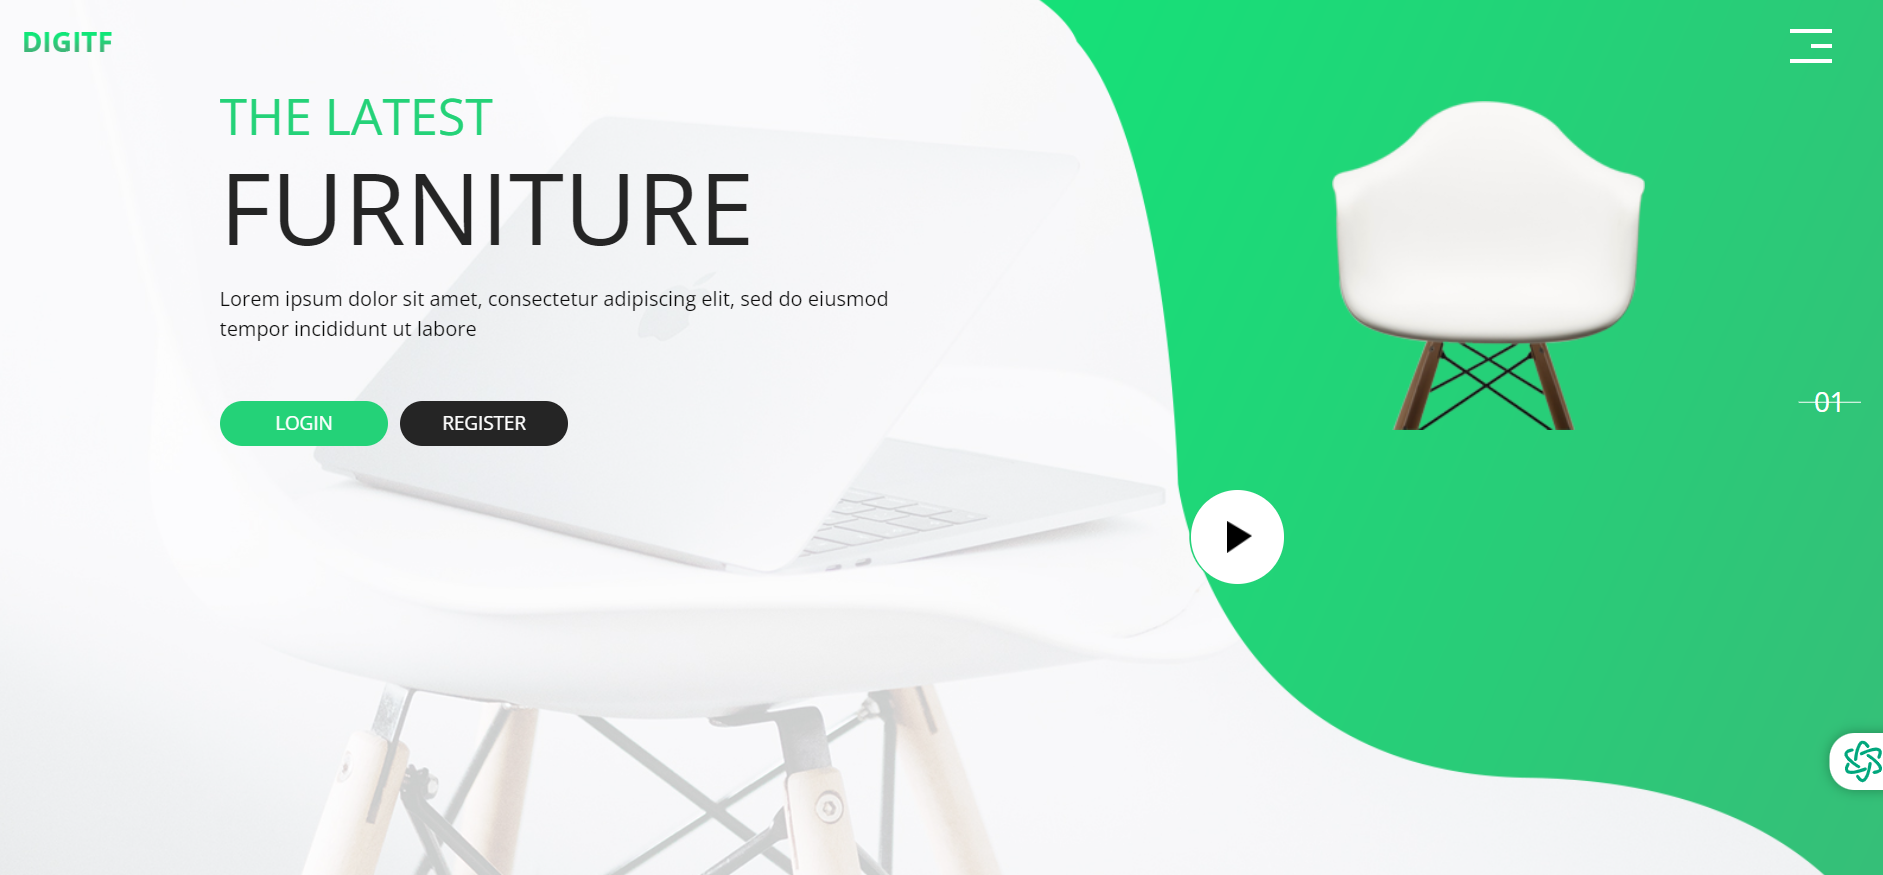 DIGITF
THE LATEST
FURNITURE
Lorem ipsum dolor sit amet, consectetur adipiscing elit, sed do eiusmod
tempor incididunt ut labore
LOGIN
REGISTER
01